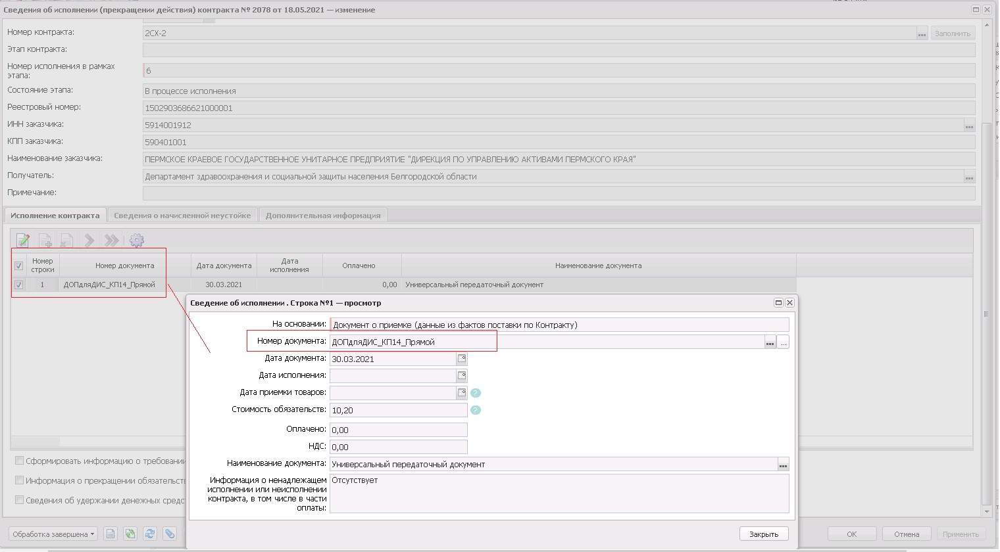 Сведения об исполнении (прекращении действия) контракта № 2078 от 18.05.2021 — изменение
Номер контракта:
2СХ-2
...
Заполнить
Этап контракта:
Номер исполнения в рамках
этапа:
6
Состояние этапа:
В процессе исполнения
Реестровый номер:
1502903686621000001
ИНН заказчика:
5914001912
...
КПП заказчика:
590401001
Наименование заказчика:
ПЕРМСКОЕ КРАЕВОЕ ГОСУДАРСТВЕННОЕ УНИТАРНОЕ ПРЕДПРИЯТИЕ "ДИРЕКЦИЯ ПО УПРАВЛЕНИЮ АКТИВАМИ ПЕРМСКОГО КРАЯ"
Получатель:
Департамент здравоохранения и социальной защиты населения Белгородской области
...
Примечание:
Исполнение контракта
Сведения о начисленной неустойке
Дополнительная информация
Номер
строки
Номер документа
Дата документа
Дата
исполнения
Оплачено
Наименование документа
1
ДОПдляДИС_КП14_Прямой
30.03.2021
0,00
Универсальный передаточный документ
Сведение об исполнении . Строка №1 — просмотр
На основании:
Документ о приемке (данные из фактов поставки по Контракту)
Номер документа:
ДОПдляДИС_КП14_Прямой
...
...
Дата документа:
30.03.2021
Дата исполнения:
Дата приемки товаров:
?
Стоимость обязательств:
10,20
?
Оплачено:
0,00
НДС:
0,00
Наименование документа:
Универсальный передаточный документ
...
Информация о ненадлежащем
исполнении или неисполнении
контракта, в том числе в части
оплаты:
Отсутствует
Закрыть
Сформировать информацию о требовании
Информация о прекращении обязательств
Сведения об удержании денежных средс
Обработка завершена
ОК
Отмена
Применить